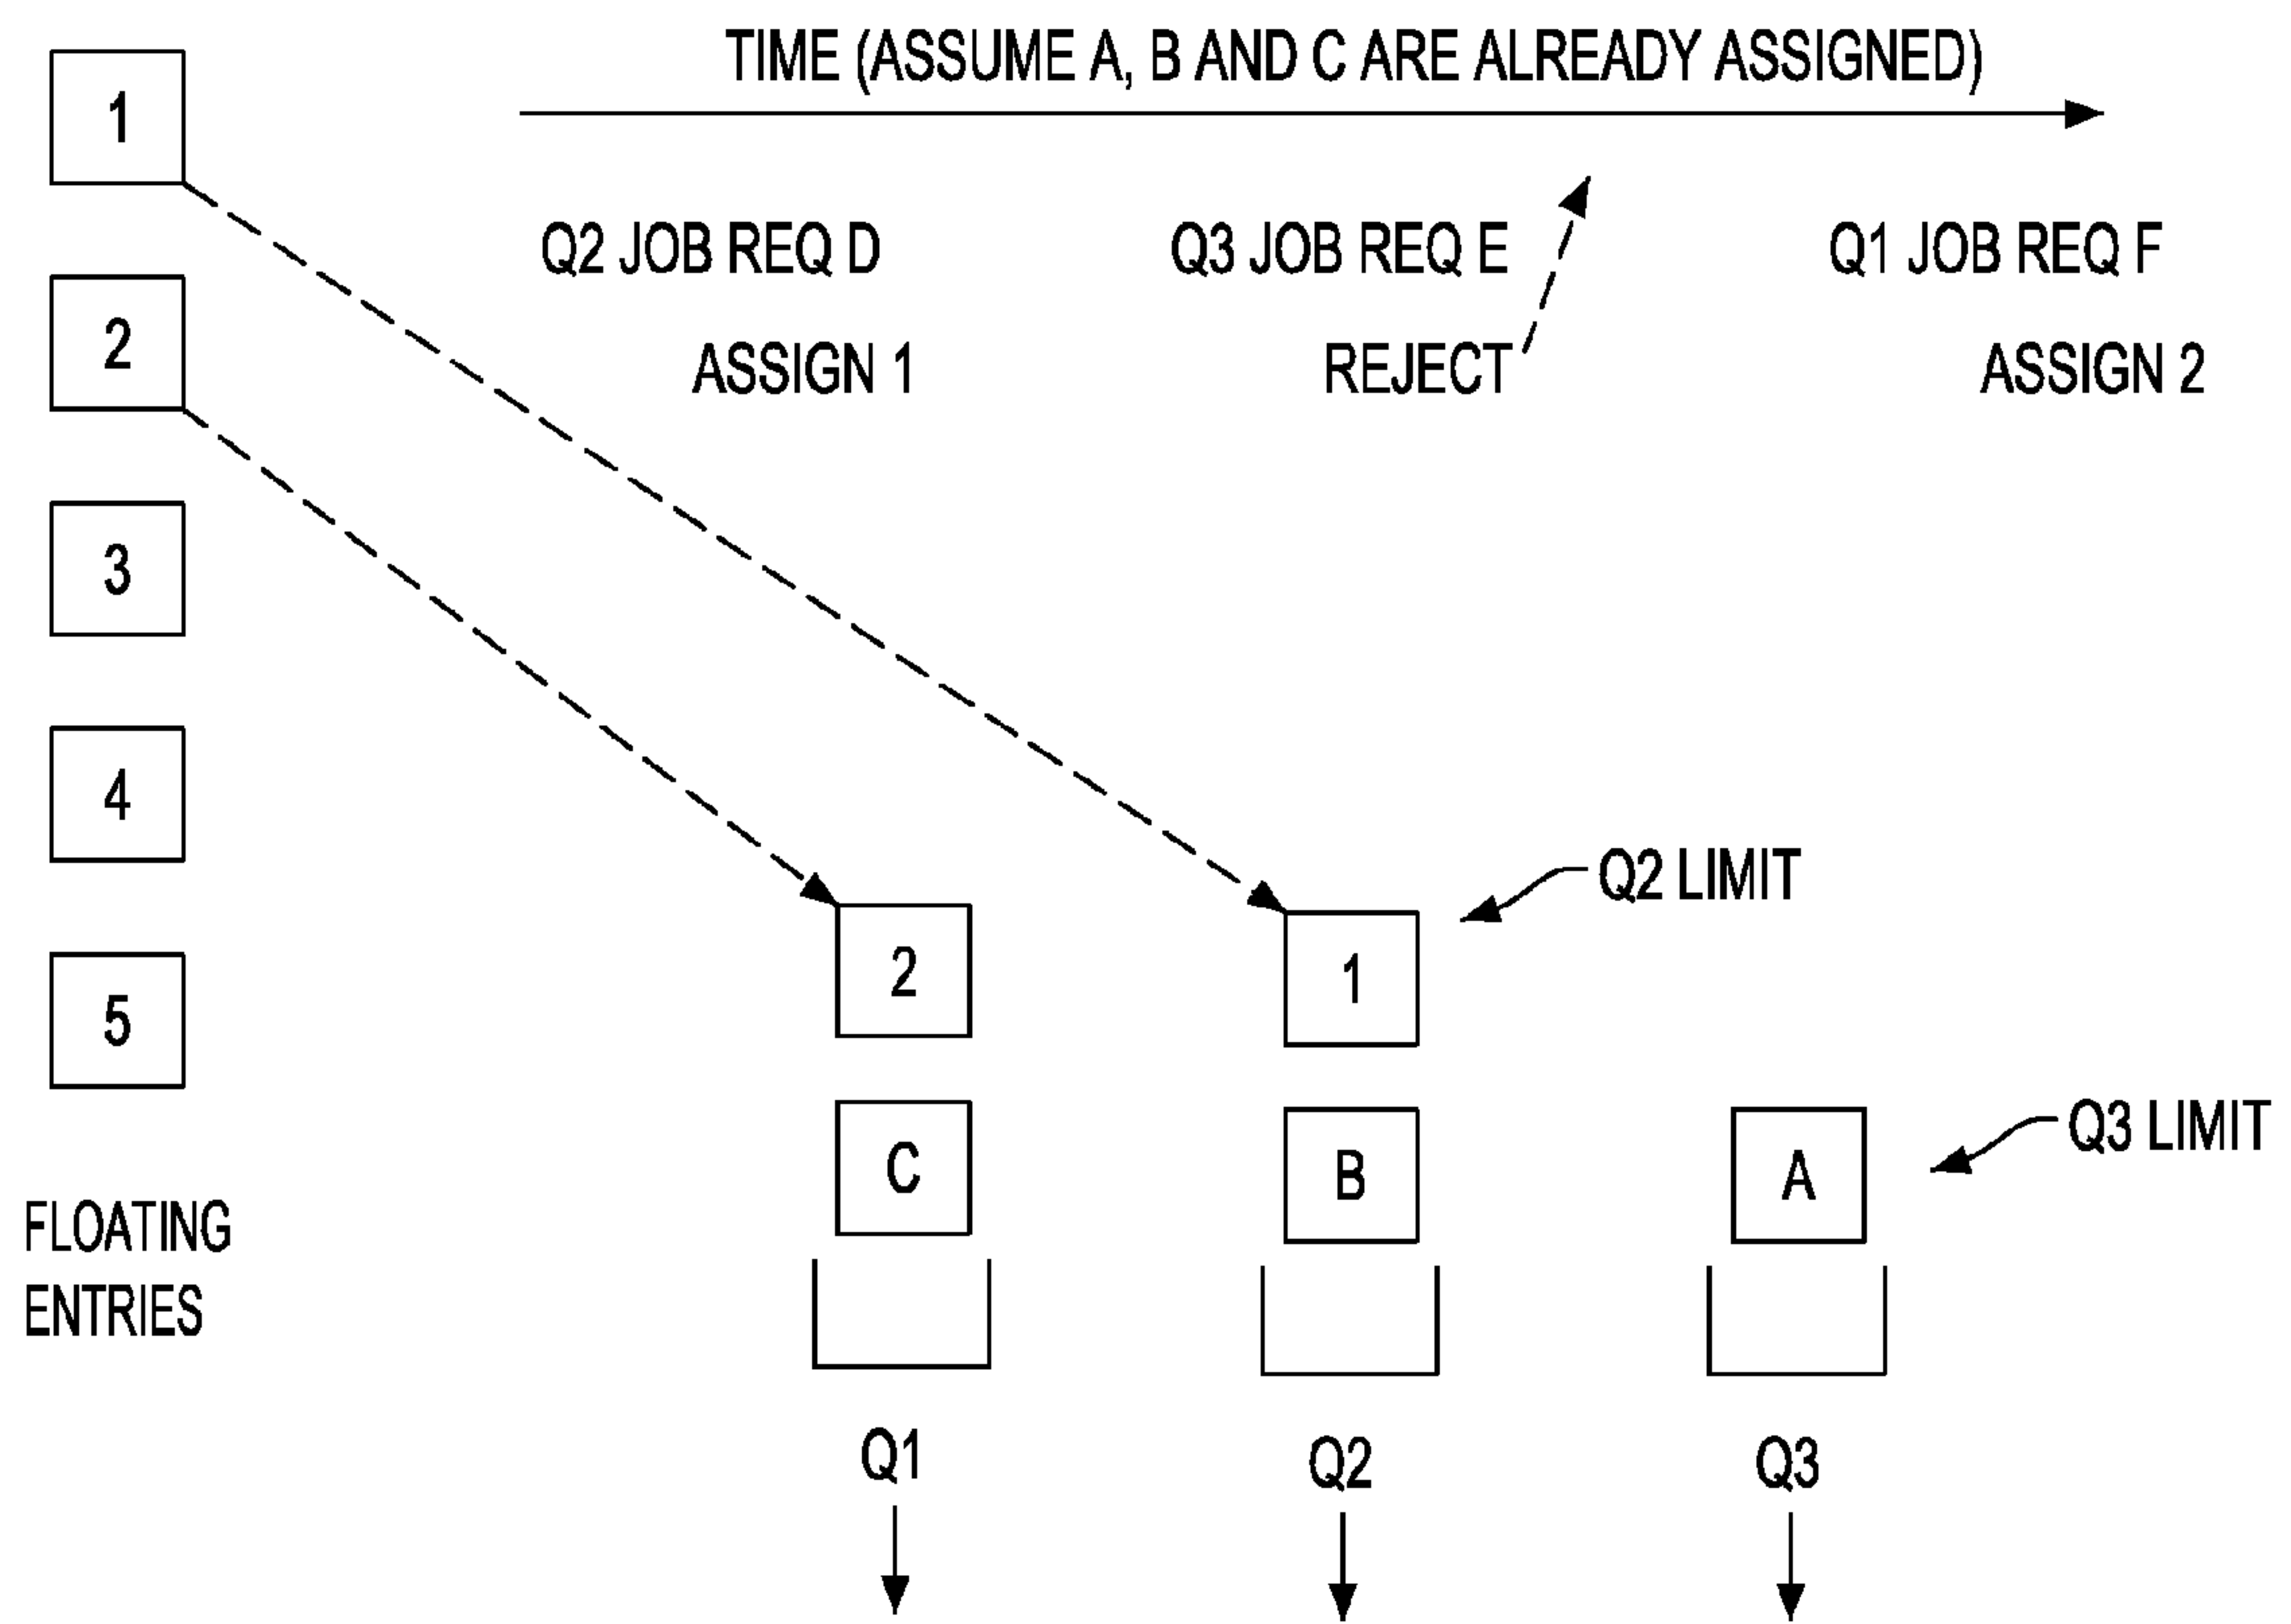 TIME (ASSUME A, B AND C ARE ALREADY ASSIGNED)
1
Q2 JOB REQ D
Q3 JOB REQ E
Q1 JOB REQ F
2
ASSIGN 1
REJECT
ASSIGN 2
3
4
Q2 LIMIT
2
1
5
Q3 LIMIT
C
B
A
FLOATING
ENTRIES
Q1
Q2
Q3